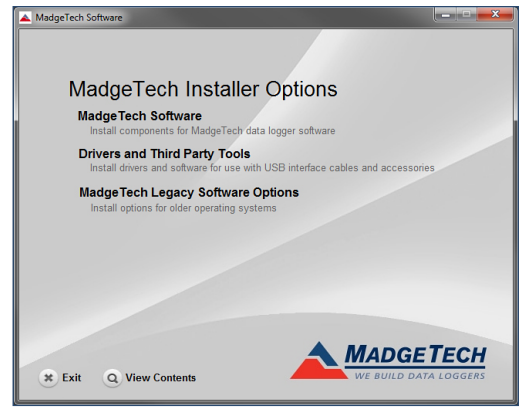 MadgeTech Software
MadgeTech Installer Options
MadgeTech Software
Install components for MadgeTech data logger software
Drivers and Third Party Tools
Install drivers and software for use with USB interface cables and accessories
MadgeTech Legacy Software Options
Install options for older operating systems
MADGETECH
WE BUILD DATA LOGGERS
Exit
View Contents